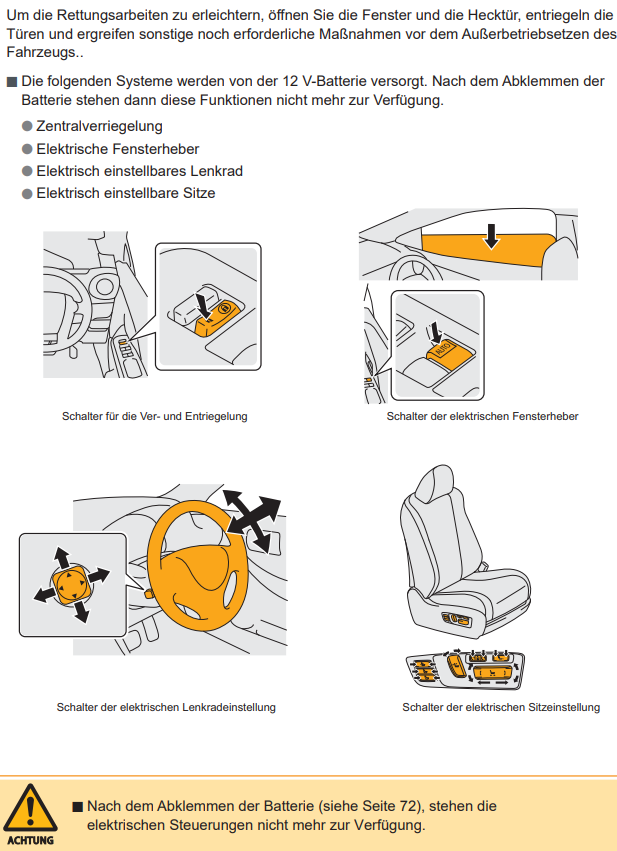 Um die Rettungsarbeiten zu erleichtern, öffnen Sie die Fenster und die Hecktür, entriegeln die
Türen und ergreifen sonstige noch erforderliche Maßnahmen vor dem Außerbetriebsetzen des
Fahrzeugs..
■ Die folgenden Systeme werden von der 12 V-Batterie versorgt. Nach dem Abklemmen der
Batterie stehen dann diese Funktionen nicht mehr zur Verfügung.
● Zentralverriegelung
● Elektrische Fensterheber
● Elektrisch einstellbares Lenkrad
● Elektrisch einstellbare Sitze
AUTO
Schalter für die Ver- und Entriegelung
Schalter der elektrischen Fensterheber
Schalter der elektrischen Lenkradeinstellung
Schalter der elektrischen Sitzeinstellung
■ Nach dem Abklemmen der Batterie (siehe Seite 72), stehen die
elektrischen Steuerungen nicht mehr zur Verfügung.
ACHTUNG